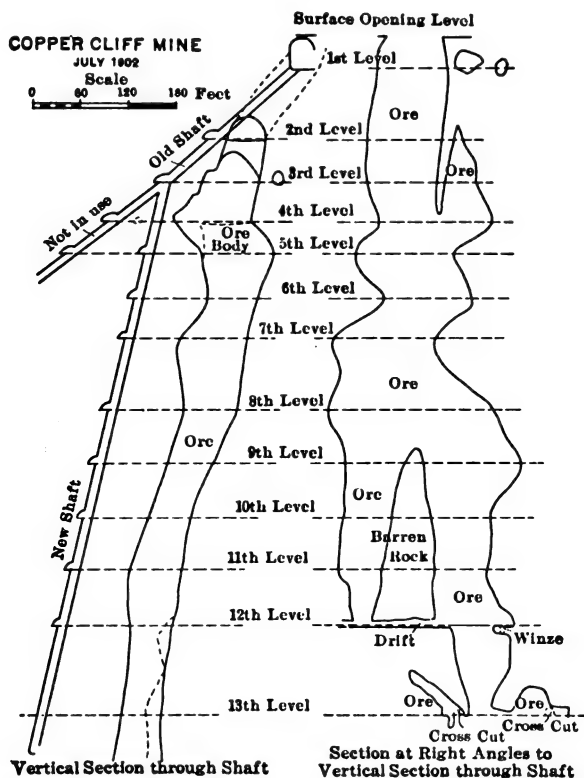 Surface Opening Level
COPPER CLIFF MINE
JULY 1902
Scale
0 60 120 180 Feet
1st Level
Ore
Old Shaft
2nd Level
3rd Level
Ore
Not in use
4th Level
Ore
Body
5th Level
6th Level
7th Level
Ore
8th Level
Ore
9th Level
Ore
10th Level
New Shaft
Barren
Rock
11th Level
Ore
12th Level
Drift
Winze
Ore
Ore
13th Level
Cross Cut
Cross Cut
Vertical Section through Shaft
Section at Right Angles to
Vertical Section through Shaft